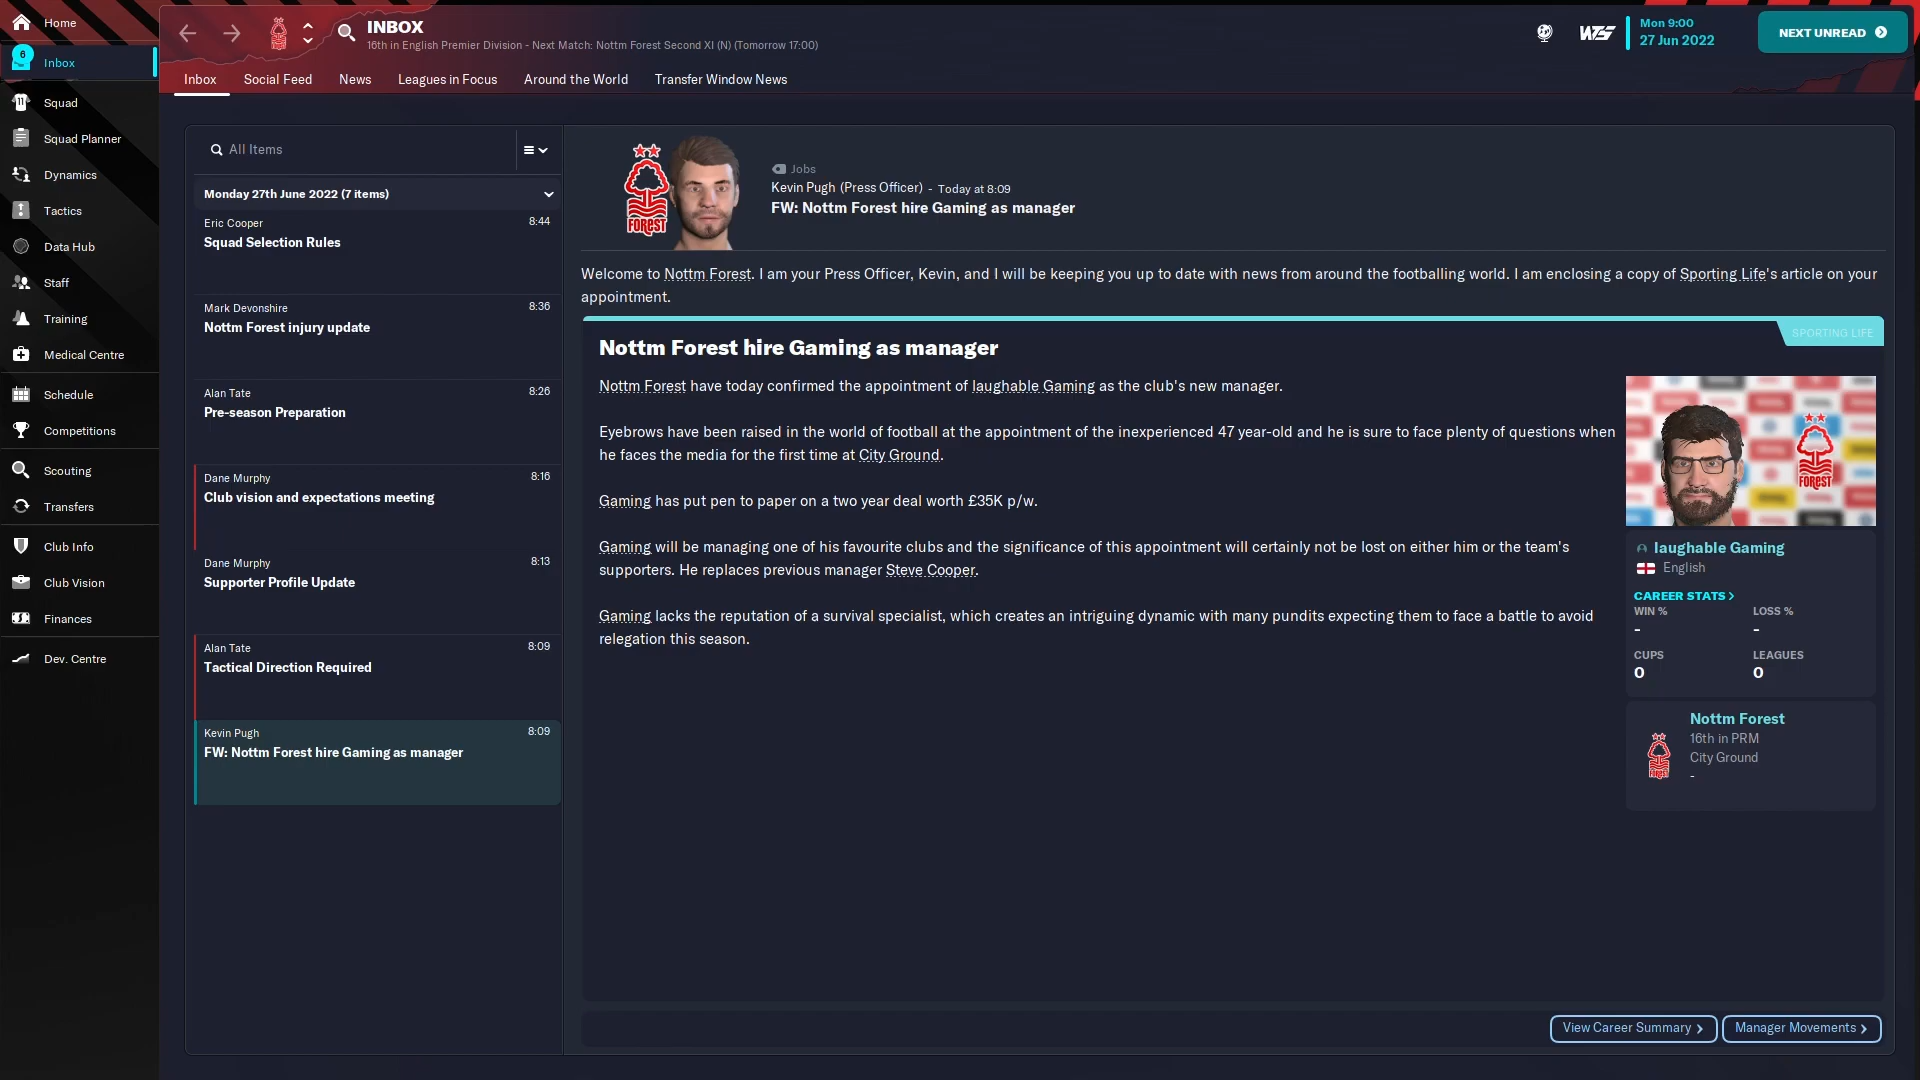 Home
6
Inbox
11
Squad
Squad Planner
Dynamics
Tactics
Data Hub
Staff
Training
Medical Centre
Schedule
Competitions
Scouting
Transfers
Club Info
Club Vision
Finances
Dev. Centre
INBOX
16th in English Premier Division - Next Match: Nottm Forest Second XI (N) (Tomorrow 17:00)
Mon 9:00
27 Jun 2022
NEXT UNREAD
Inbox Social Feed News Leagues in Focus Around the World Transfer Window News
All Items
Monday 27th June 2022 (7 items)
Eric Cooper 8:44
Squad Selection Rules
Mark Devonshire 8:36
Nottm Forest injury update
Alan Tate 8:26
Pre-season Preparation
Dane Murphy 8:16
Club vision and expectations meeting
Dane Murphy 8:13
Supporter Profile Update
Alan Tate 8:09
Tactical Direction Required
Kevin Pugh 8:09
FW: Nottm Forest hire Gaming as manager
FOREST
Jobs
Kevin Pugh (Press Officer) - Today at 8:09
FW: Nottm Forest hire Gaming as manager
Welcome to Nottm Forest. I am your Press Officer, Kevin, and I will be keeping you up to date with news from around the footballing world. I am enclosing a copy of Sporting Life's article on your
appointment.
SPORTING LIFE
Nottm Forest hire Gaming as manager
Nottm Forest have today confirmed the appointment of laughable Gaming as the club's new manager.
Eyebrows have been raised in the world of football at the appointment of the inexperienced 47 year-old and he is sure to face plenty of questions when
he faces the media for the first time at City Ground.
Gaming has put pen to paper on a two year deal worth £35K p/w.
Gaming will be managing one of his favourite clubs and the significance of this appointment will certainly not be lost on either him or the team's
supporters. He replaces previous manager Steve Cooper.
Gaming lacks the reputation of a survival specialist, which creates an intriguing dynamic with many pundits expecting them to face a battle to avoid
relegation this season.
FOREST
laughable Gaming
English
CAREER STATS
WIN % LOSS %
- -
CUPS LEAGUES
0 0
Nottm Forest
16th in PRM
City Ground
-
FOREST
View Career Summary
Manager Movements